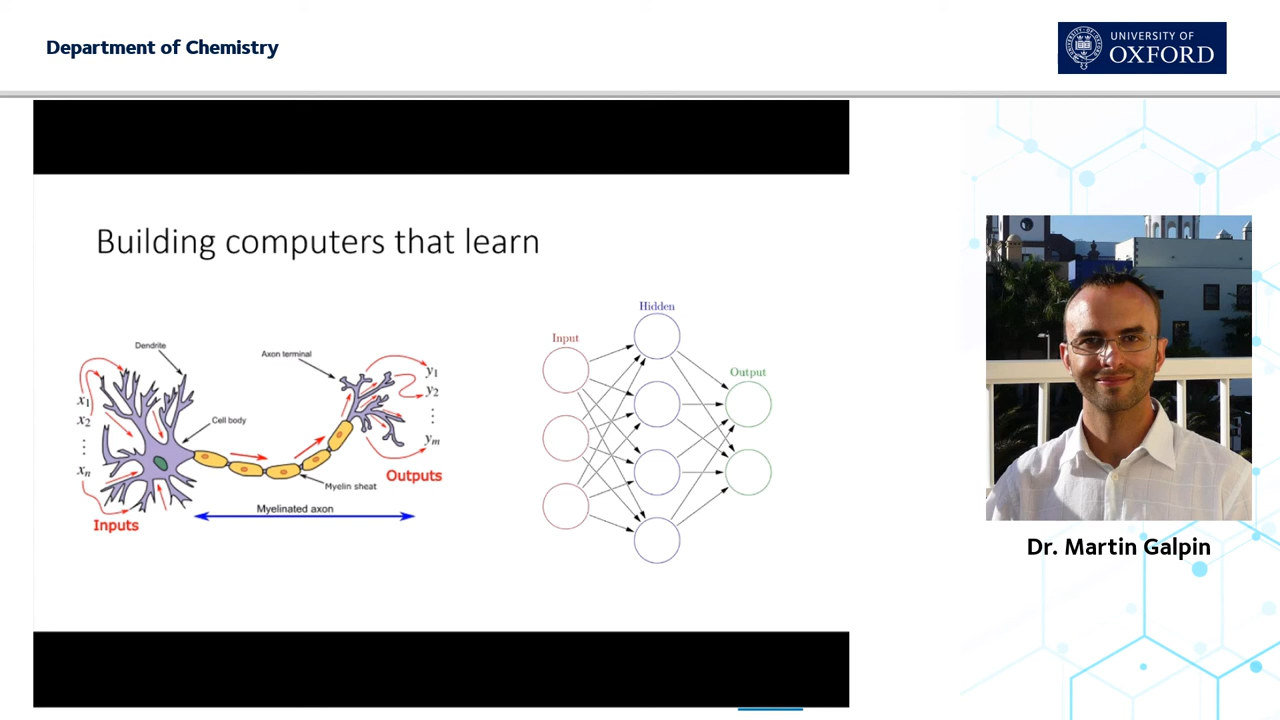 Department of Chemistry
UNIVERSITY OF
OXFORD
Building computers that learn
Dendrite
Axon terminal
x1
x2
⋮
xn
Cell body
y1
y2
⋮
ym
Myelin sheat
Outputs
Myelinated axon
Inputs
Hidden
Input
Output
Dr. Martin Galpin